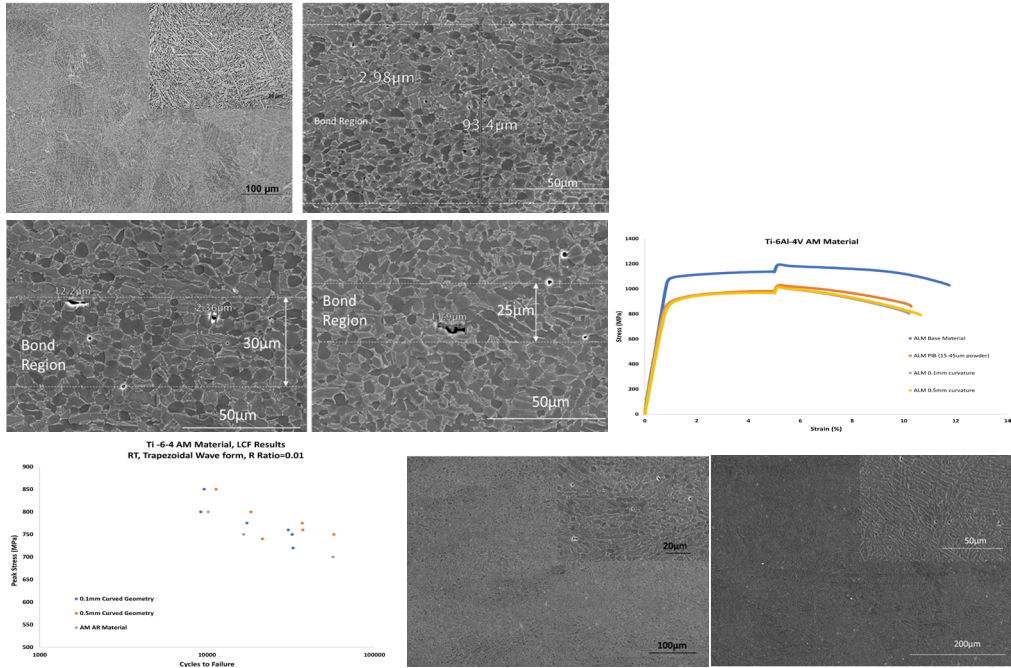 100 µm
2.98µm
Bond Region
93.4µm
50µm
12.2µm
2.36µm
30µm
Bond
Region
50µm
Bond
Region
25µm
11.9µm
50µm
Ti-6Al-4V AM Material
1400
1200
1000
800
600
400
200
0
Stress (MPa)
ALM Base Material
ALM PIB (15-45um powder)
ALM 0.1mm curvature
ALM 0.5mm curvature
0 2 4 6 8 10 12 14
Strain (%)
Ti -6-4 AM Material, LCF Results
RT, Trapezoidal Wave form, R Ratio=0.01
900
850
800
750
700
650
600
550
500
Peak Stress (MPa)
0.1mm Curved Geometry
0.5mm Curved Geometry
AM AR Material
1000 10000 100000
Cycles to Failure
20µm
100µm
50µm
200µm